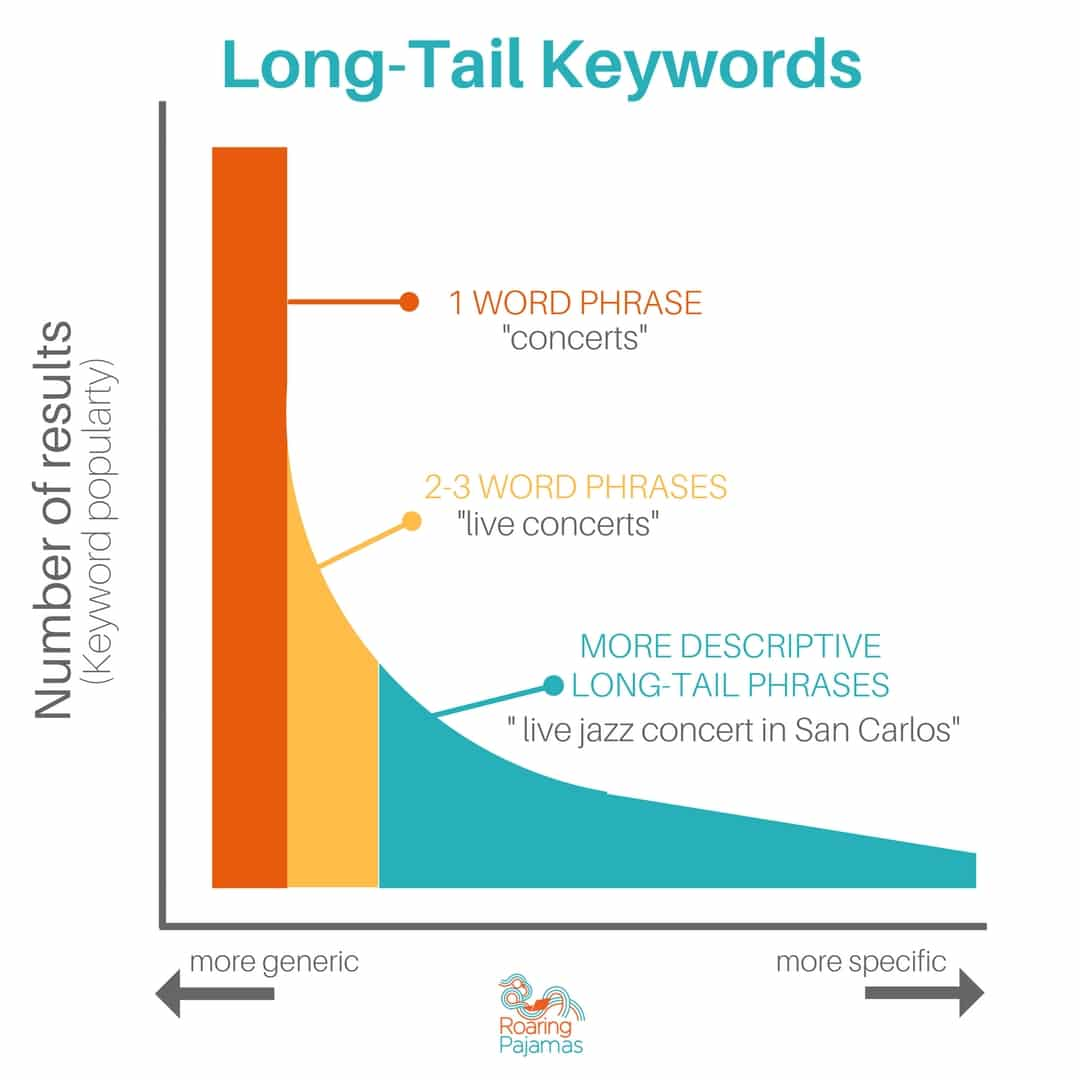 Long-Tail Keywords
Number of results
(Keyword popularty)
1 WORD PHRASE
"concerts"
2-3 WORD PHRASES
"live concerts"
MORE DESCRIPTIVE
LONG-TAIL PHRASES
" live jazz concert in San Carlos"
more generic
more specific
Roaring
Pajamas